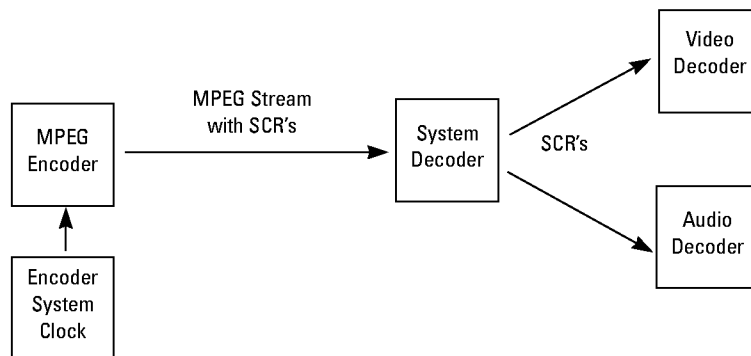 MPEG
Encoder
Encoder
System
Clock
MPEG Stream
with SCR's
System
Decoder
SCR's
Video
Decoder
Audio
Decoder